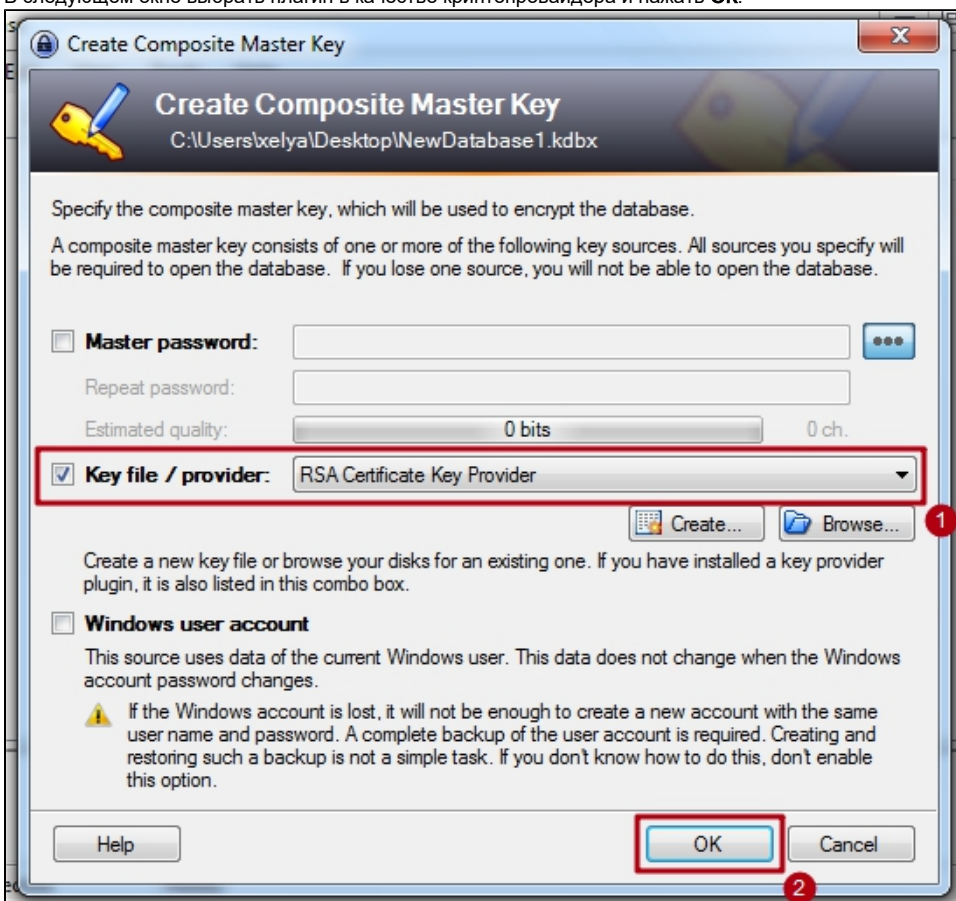 В следующем окне выбрать плагин в качестве криптопровайдера и нажать ОК.
Create Composite Master Key
Create Composite Master Key
C:\Users\xelya\Desktop\NewDatabase1.kdbx
Specify the composite master key, which will be used to encrypt the database.
A composite master key consists of one or more of the following key sources. All sources you specify will
be required to open the database. If you lose one source, you will not be able to open the database.
Master password:
Repeat password:
Estimated quality: 0 bits 0 ch.
Key file / provider: RSA Certificate Key Provider
Create... Browse... 1
Create a new key file or browse your disks for an existing one. If you have installed a key provider
plugin, it is also listed in this combo box.
Windows user account
This source uses data of the current Windows user. This data does not change when the Windows
account password changes.
If the Windows account is lost, it will not be enough to create a new account with the same
user name and password. A complete backup of the user account is required. Creating and
restoring such a backup is not a simple task. If you don't know how to do this, don't enable
this option.
Help OK Cancel
2